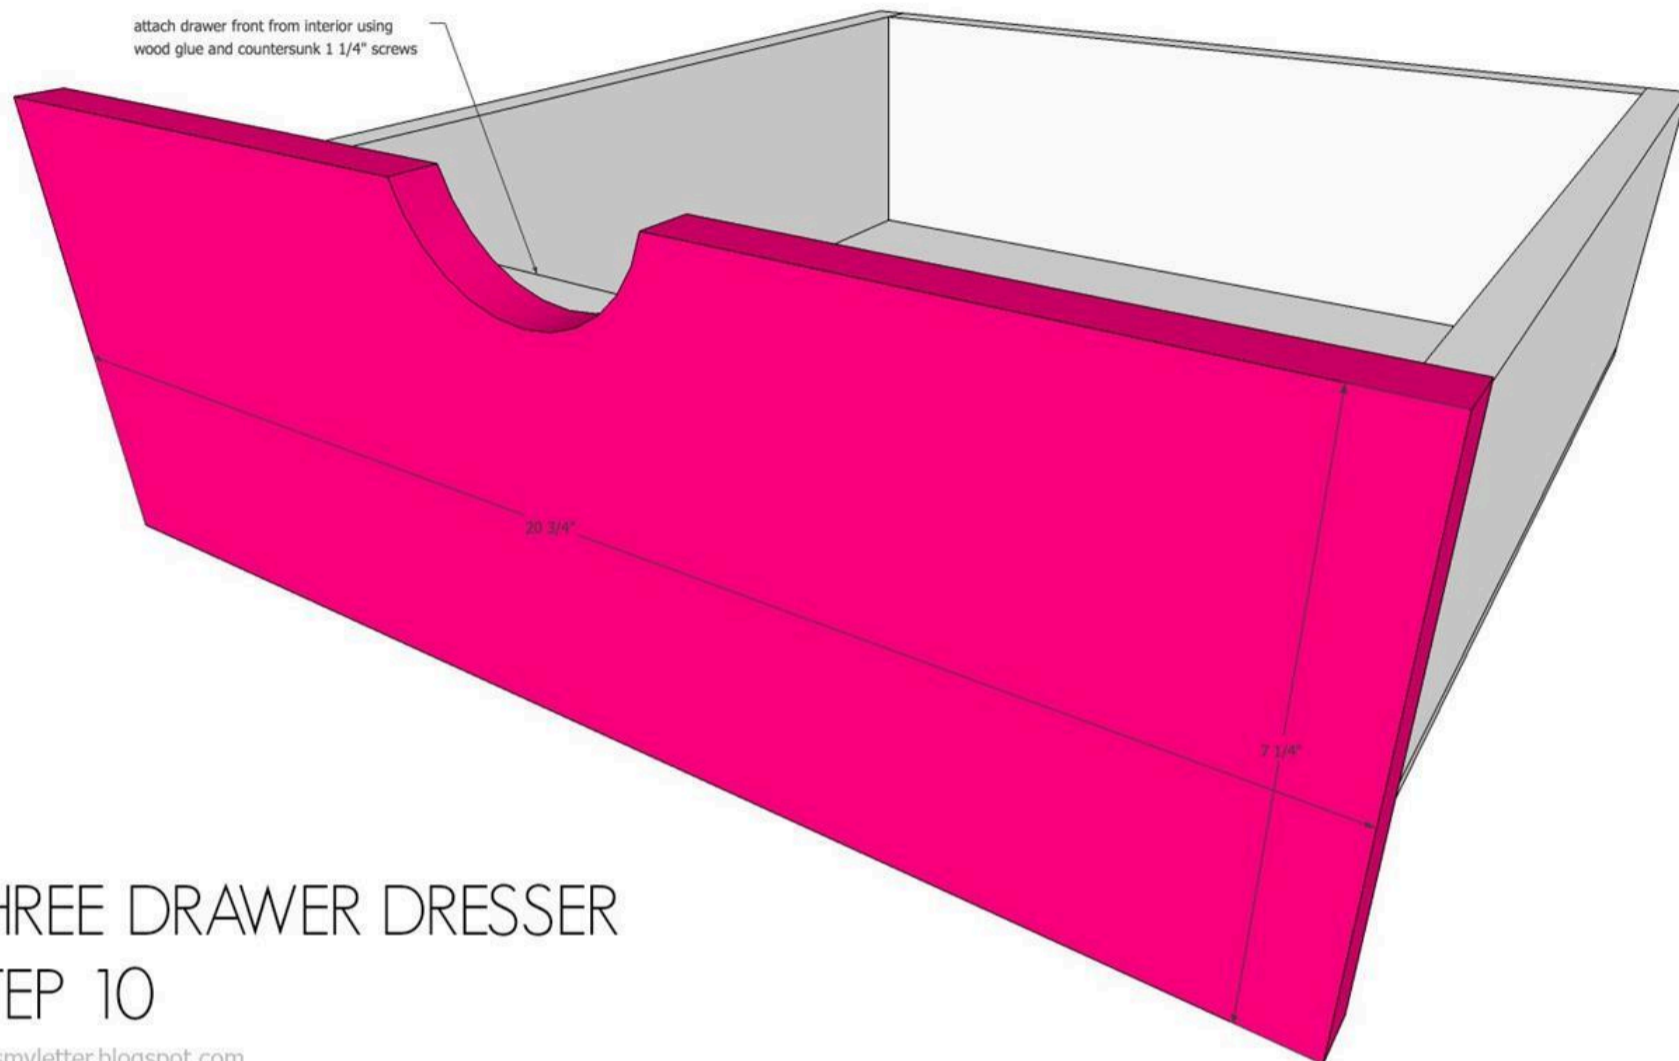 attach drawer front from interior using
wood glue and countersunk 1 1/4" screws
20 3/4"
7 1/4"
HREE DRAWER DRESSER
TEP 10
smyletter.blogspot.com